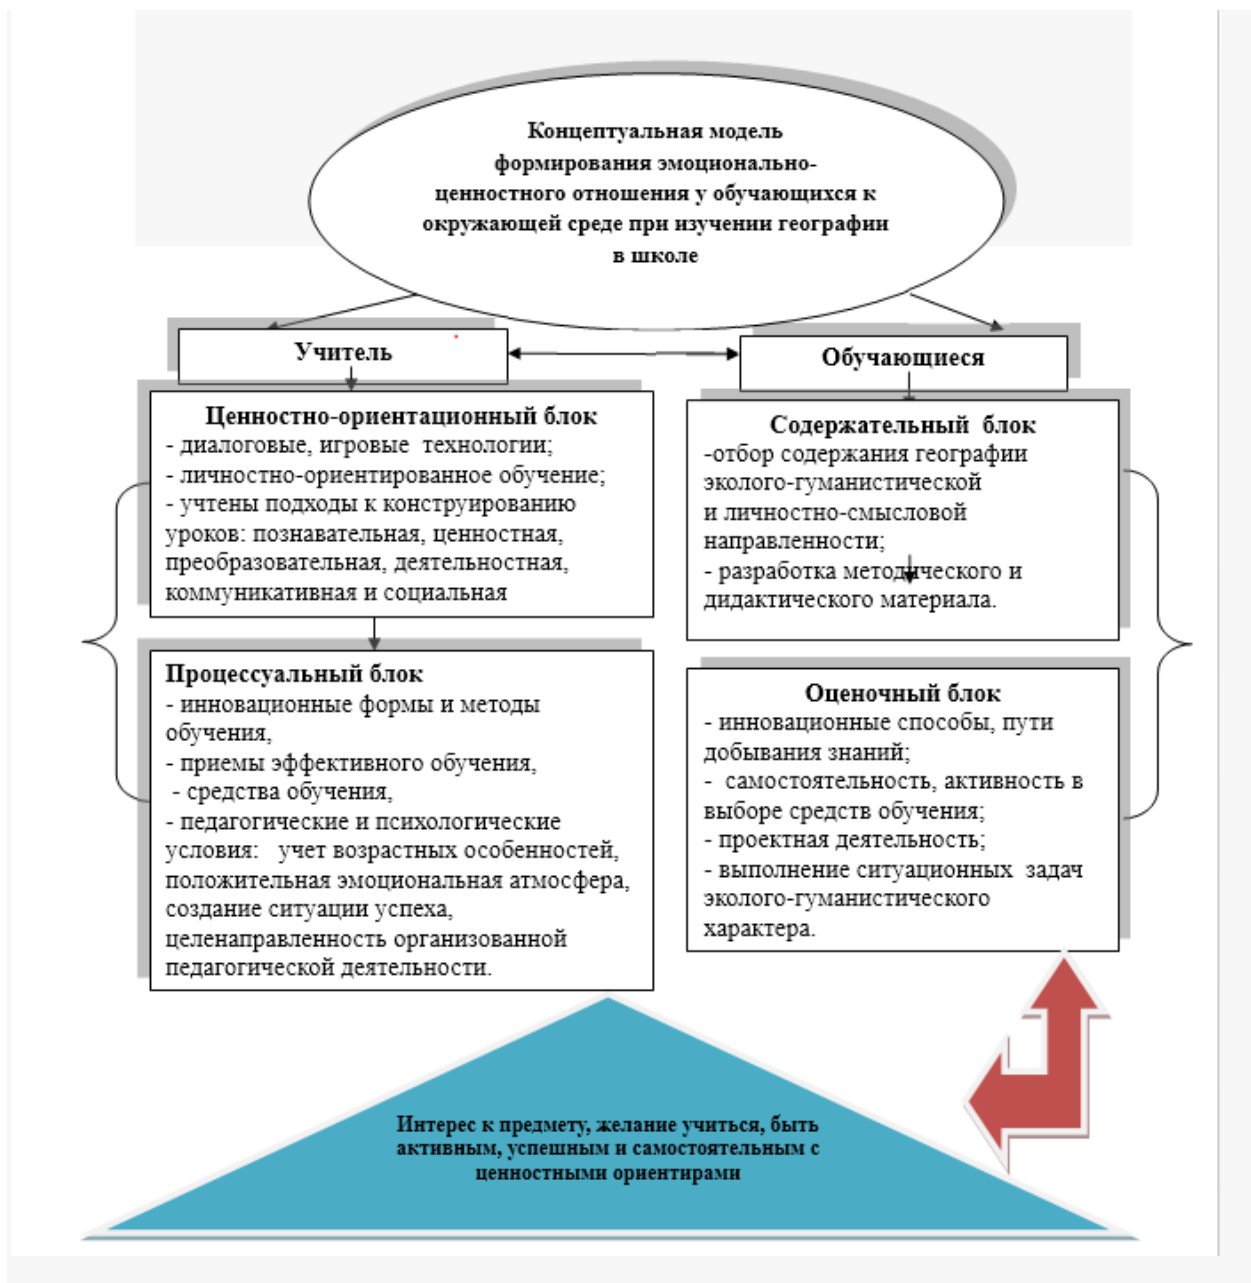 Концептуальная модель
формирования эмоционально-
ценностного отношения у обучающихся к
окружающей среде при изучении географии
в школе
Учитель
Обучающиеся
Ценностно-ориентационный блок
- диалоговые, игровые технологии;
- личностно-ориентированное обучение;
- учтены подходы к конструированию
уроков: познавательная, ценностная,
преобразовательная, деятельностная,
коммуникативная и социальная
Содержательный блок
-отбор содержания географии
эколого-гуманистической
и личностно-смысловой
направленности;
- разработка методического и
дидактического материала.
Процессуальный блок
- инновационные формы и методы
обучения,
- приемы эффективного обучения,
- средства обучения,
- педагогические и психологические
условия: учет возрастных особенностей,
положительная эмоциональная атмосфера,
создание ситуации успеха,
целенаправленность организованной
педагогической деятельности.
Оценочный блок
- инновационные способы, пути
добывания знаний;
- самостоятельность, активность в
выборе средств обучения;
- проектная деятельность;
- выполнение ситуационных задач
эколого-гуманистического
характера.
Интерес к предмету, желание учиться, быть
активным, успешным и самостоятельным с
ценностными ориентирами